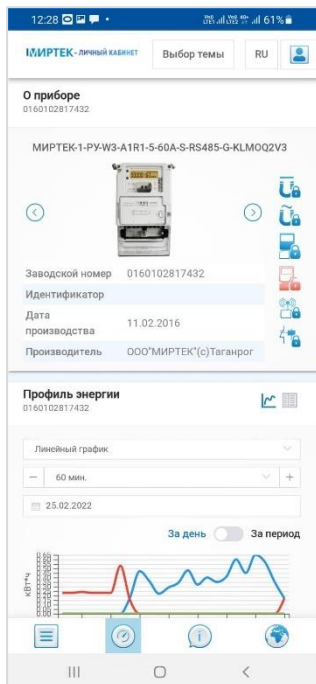 12:28
61%
МИРТЕК-ЛИЧНЫЙ КАБИНЕТ Выбор темы RU
О приборе
0160102817432
МИРТЕК-1-РУ-W3-A1R1-5-60A-S-RS485-G-KLMOQ2V3
Заводской номер 0160102817432
Идентификатор
Дата
производства 11.02.2016
Производитель ООО"МИРТЕК"(с)Таганрог
Профиль энергии
0160102817432
Линейный график
− 60 мин. +
25.02.2022
За день За период
кВт*ч